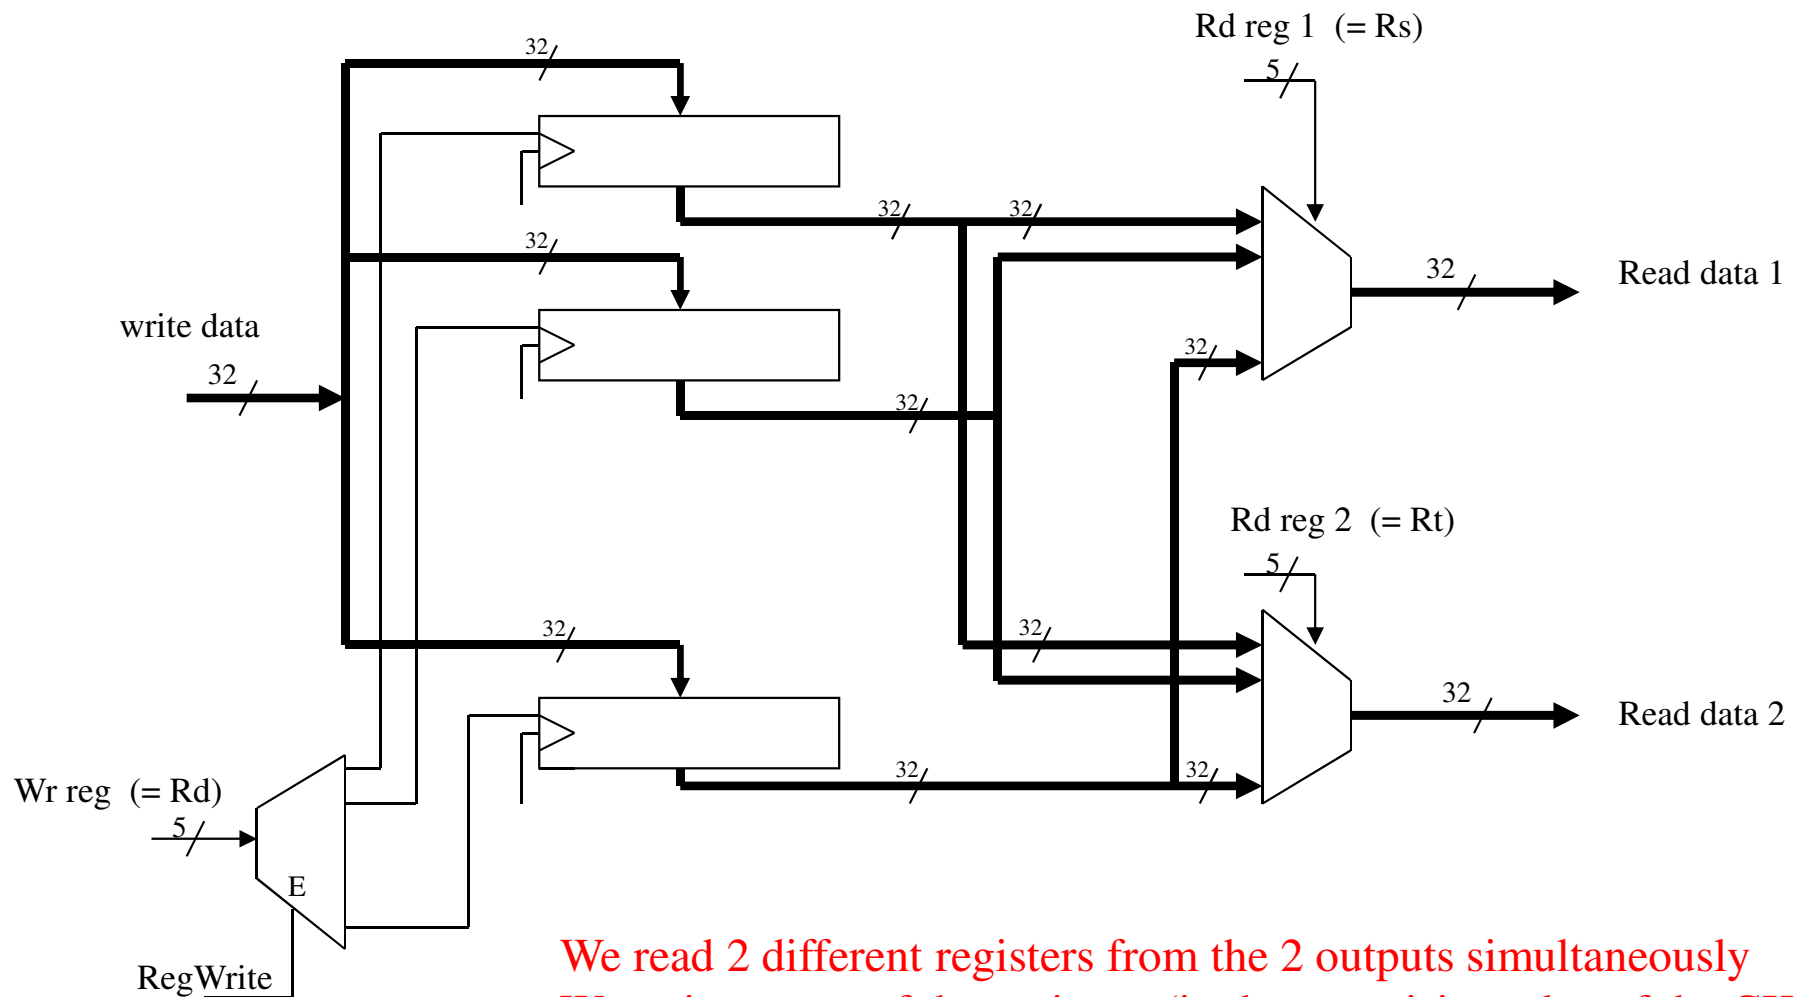 Rd reg 1 (= Rs)
32
5
32
32
32
32
Read data 1
32
write data
32
32
32
Rd reg 2 (= Rt)
5
32
32
32
Read data 2
32
32
Wr reg (= Rd)
5
E
We read 2 different registers from the 2 outputs simultaneously
RegWrite